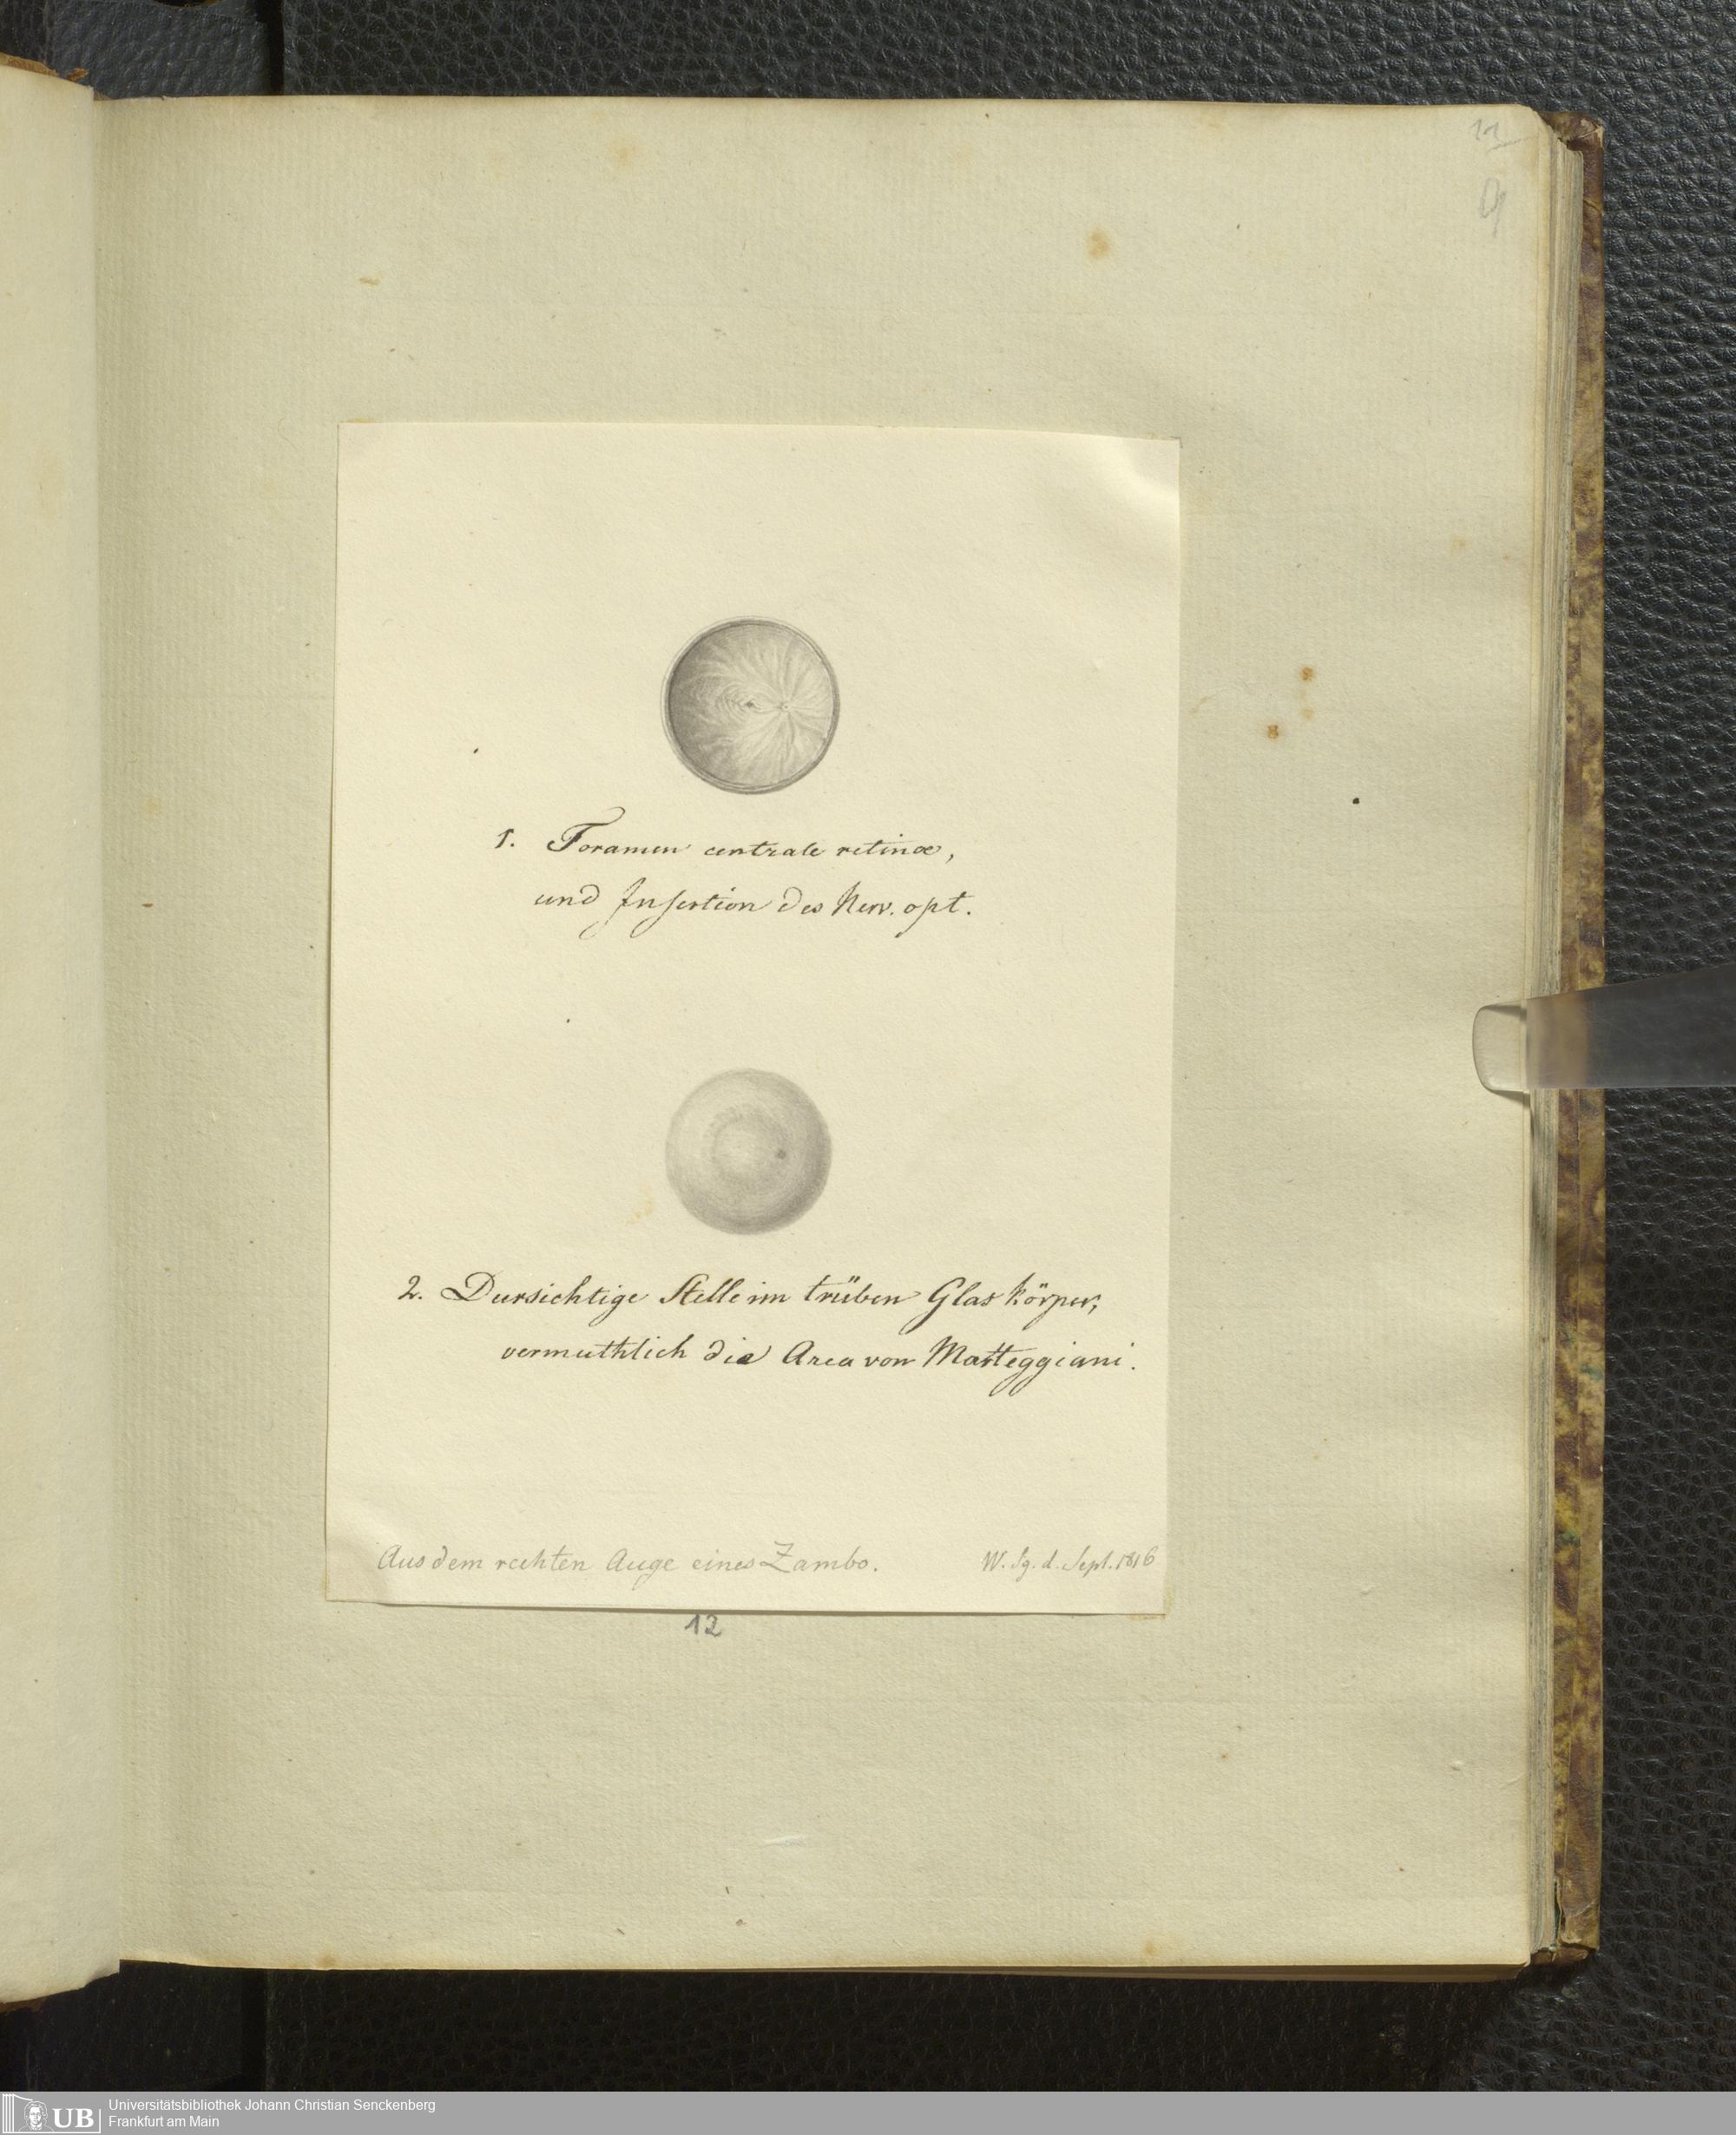 12
9
1. Foramen centrale retinæ,
und Insertion des Nerv. opt.
2. Dursichtige Stelle im trüben Glaskörper,
vermuthlich die Area von Matteggiani.
Aus dem rechten Auge eines Zambo.
W. Sg. d. Sept. 1816
12
UB
Universitätsbibliothek Johann Christian Senckenberg
Frankfurt am Main